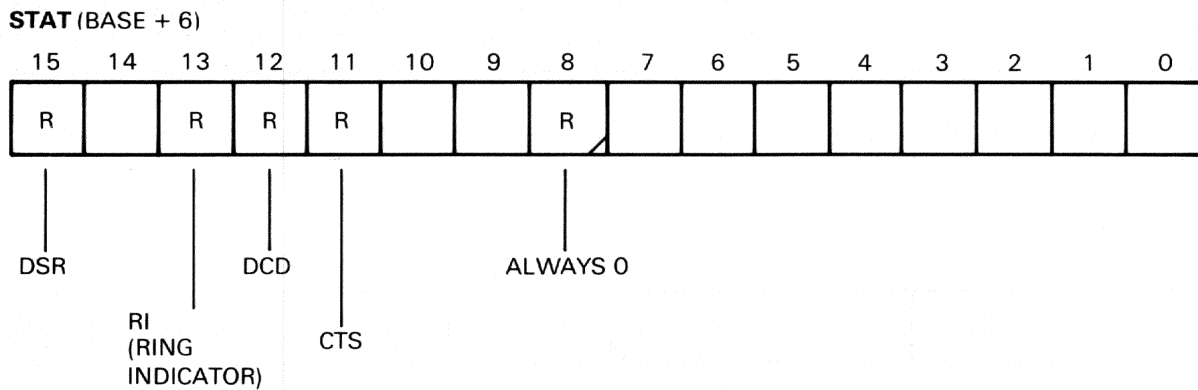 STAT (BASE + 6)
15 14 13 12 11 10 9 8 7 6 5 4 3 2 1 0
R R R R R
DSR DCD ALWAYS 0
RI
(RING
INDICATOR)
CTS